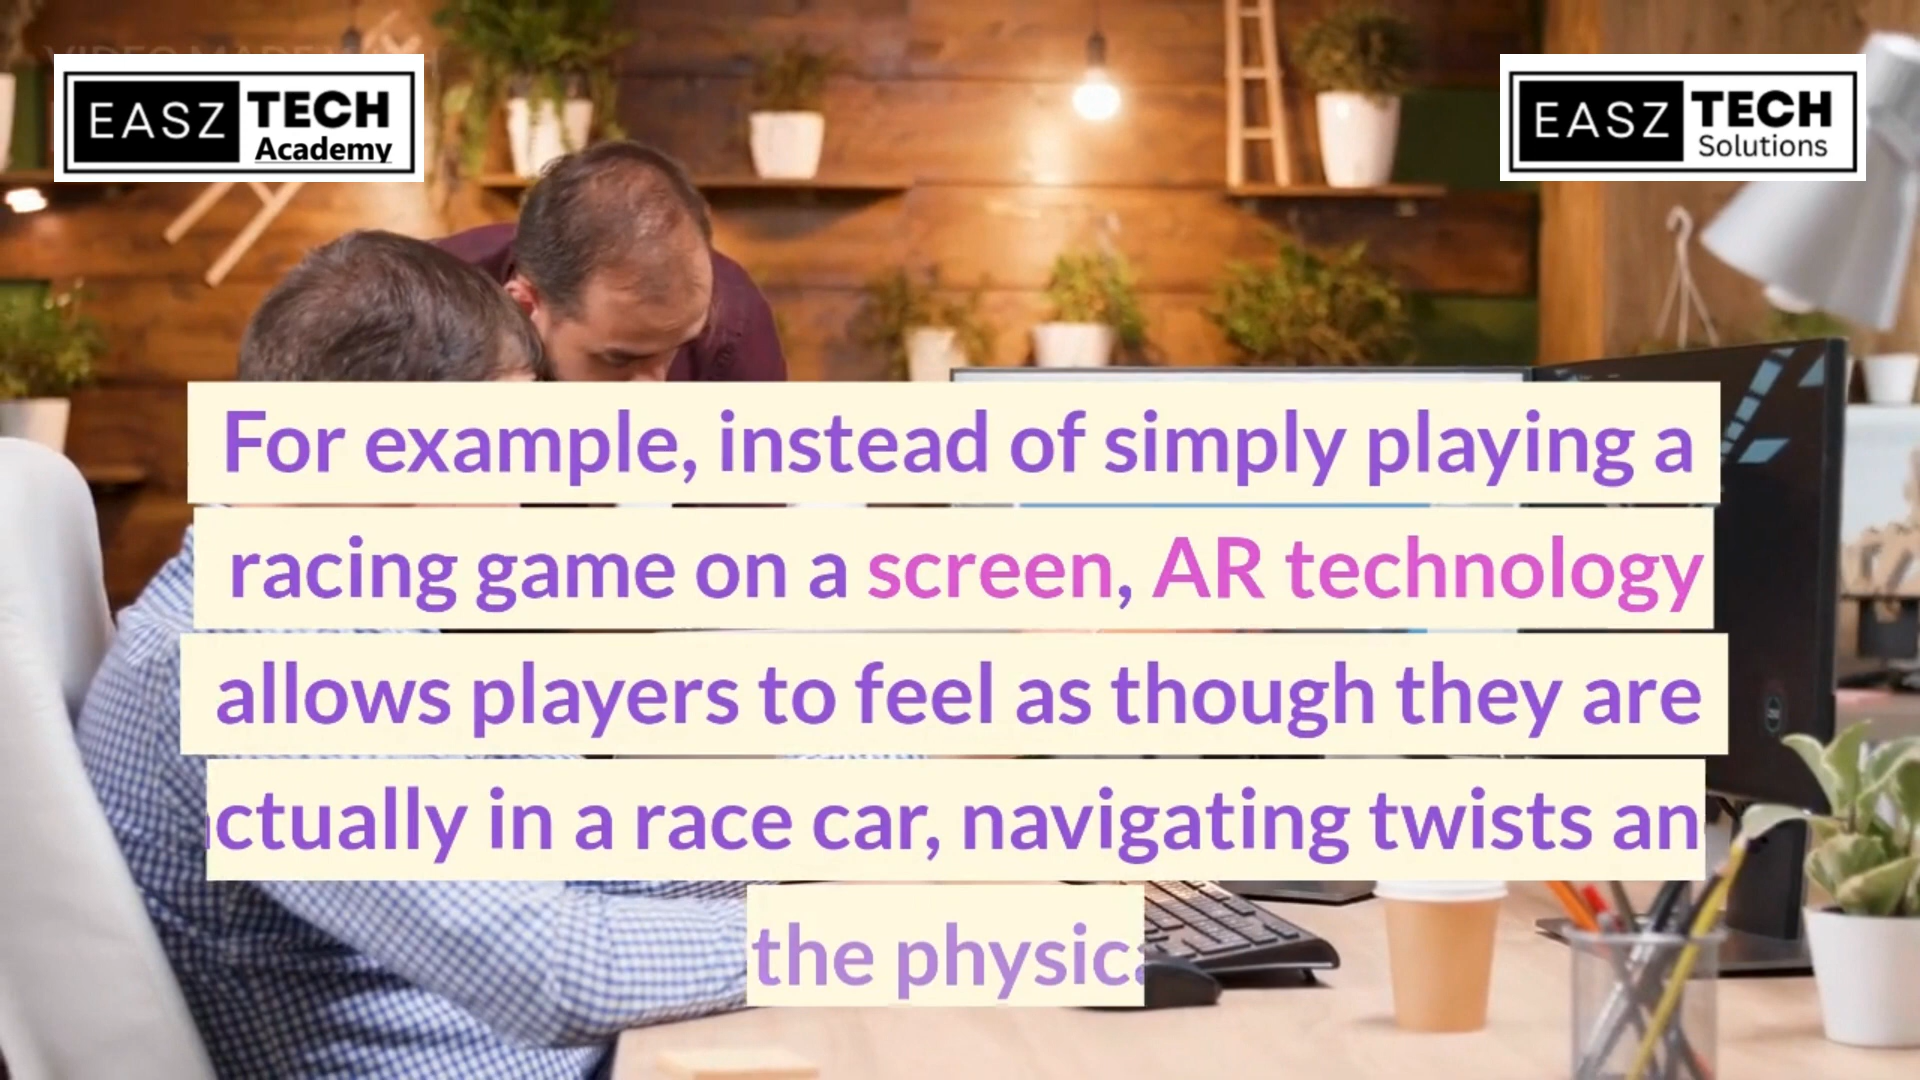 EASZ TECH
Academy
EASZ TECH
Solutions
For example, instead of simply playing a
racing game on a screen, AR technology
allows players to feel as though they are
ctually in a race car, navigating twists an
the physica